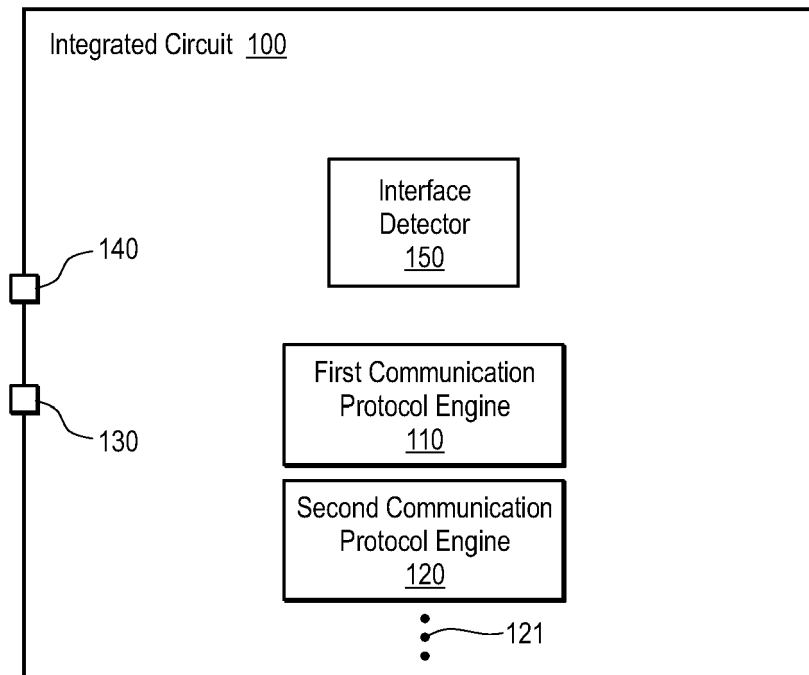 Integrated Circuit 100
Interface
Detector
150
140
First Communication
Protocol Engine
110
130
Second Communication
Protocol Engine
120
121